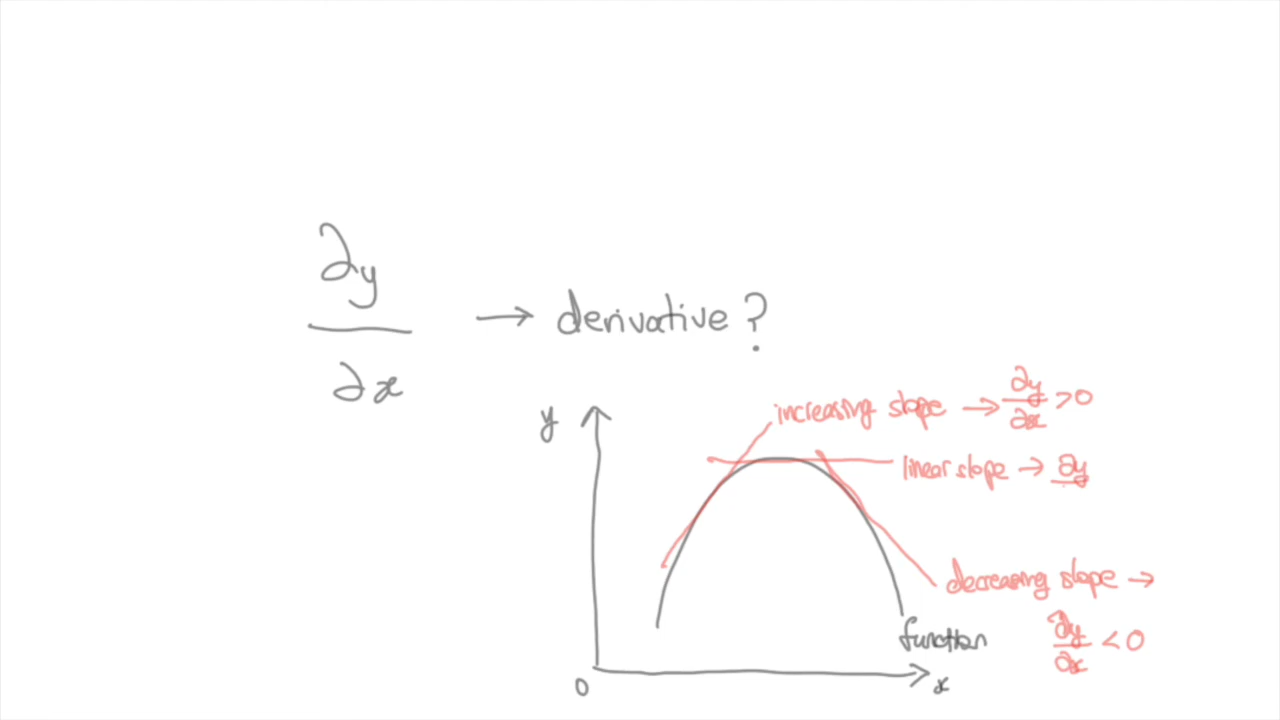 ∂y
∂x
→ derivative ?
y
increasing slope → ∂y/∂x >0
linear slope → ∂y
decreasing slope →
∂y/∂x <0
function
0
x